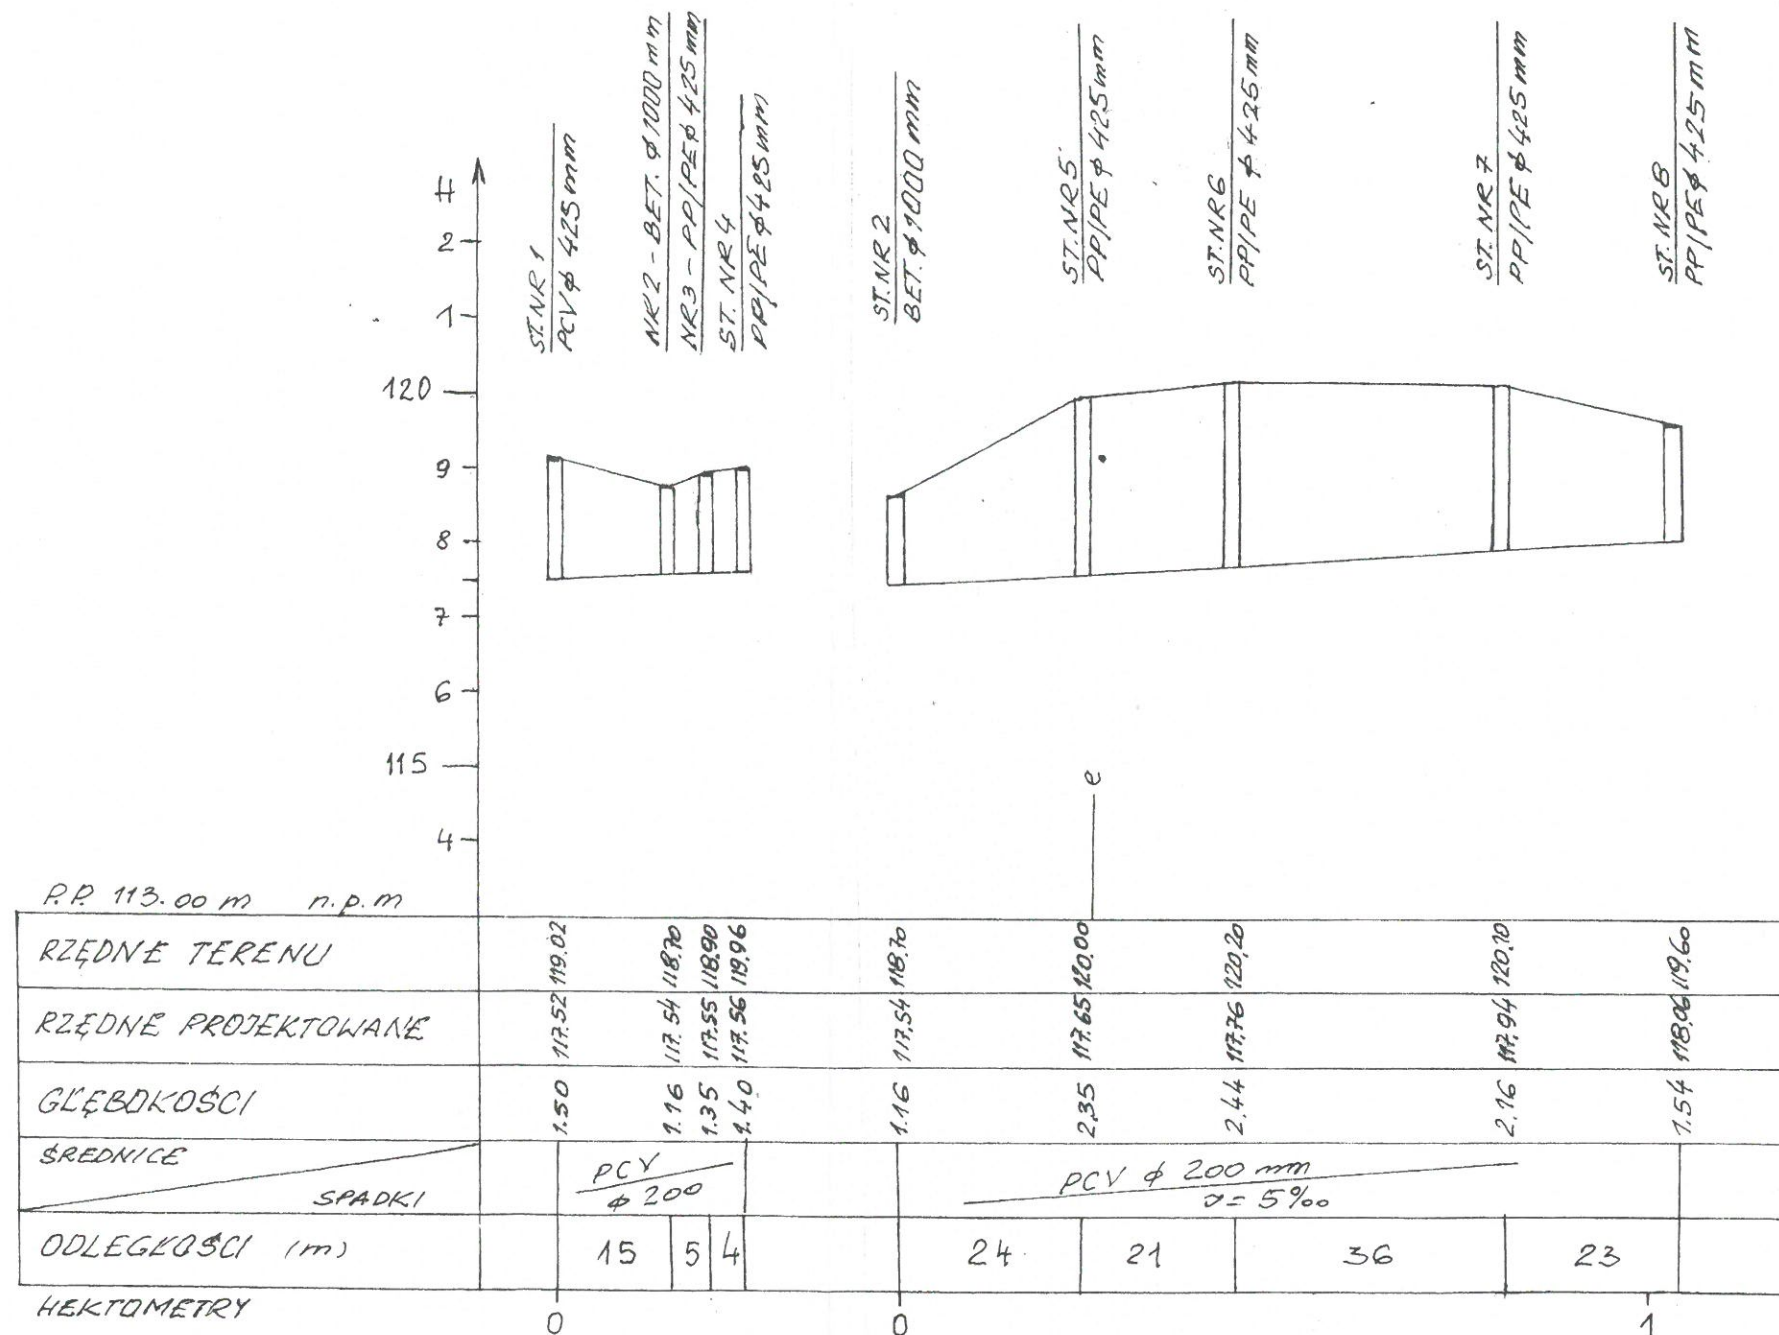 ST. NR 1
PCV ϕ 425 mm
NR 2 - BET. ϕ 1000 mm
NR3 - PP/PE ϕ 425 mm
ST. NR 4
PP/PE ϕ 425 mm
ST. NR 2
BET. ϕ 1000 mm
ST. NR 5
PP/PE ϕ 425 mm
ST. NR 6
PP/PE ϕ 425 mm
ST. NR 7
PP/PE ϕ 425 mm
ST. NR 8
PP/PE ϕ 425 mm
H
2
1
120
9
8
7
6
115
4
e
P.P. 113.00 m n.p.m
RZĘDNE TERENU 119.02 118,70 118,90 119,96 118,70 120,00 120,20 120,10 119,60
RZĘDNE PROJEKTOWANE 117.52 117.54 117.55 117.56 117,54 117.65 117.76 117.94 118,06
GŁĘBOKOŚCI 1.50 1.16 1.35 1.40 1.16 2,35 2.44 2.16 1.54
ŚREDNICE
SPADKI
PCV
ϕ 200
PCV ϕ 200 mm
= 5‰
ODLEGŁOŚCI (m) 15 5 4 24 21 36 23
HEKTOMETRY 0 0 1